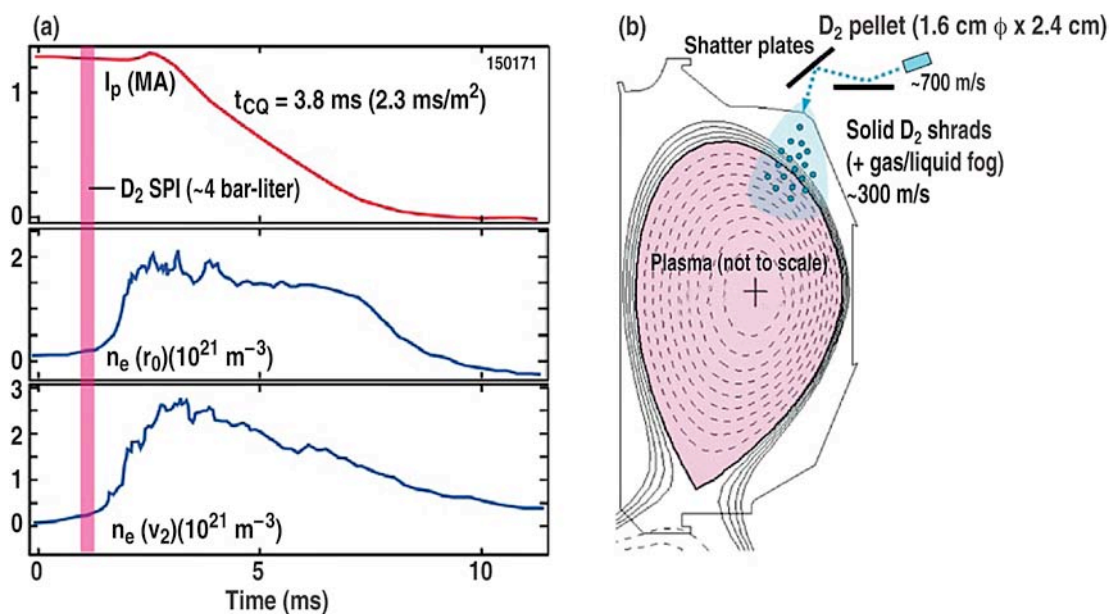 (a)
1
0
I_p (MA)
150171
t_CQ = 3.8 ms (2.3 ms/m²)
D₂ SPI (~4 bar-liter)
2
1
0
n_e (r₀)(10²¹ m⁻³)
3
2
1
0
n_e (v₂)(10²¹ m⁻³)
0 5 10
Time (ms)
(b)
D₂ pellet (1.6 cm ϕ x 2.4 cm)
Shatter plates
~700 m/s
Solid D₂ shrads
(+ gas/liquid fog)
~300 m/s
Plasma (not to scale)